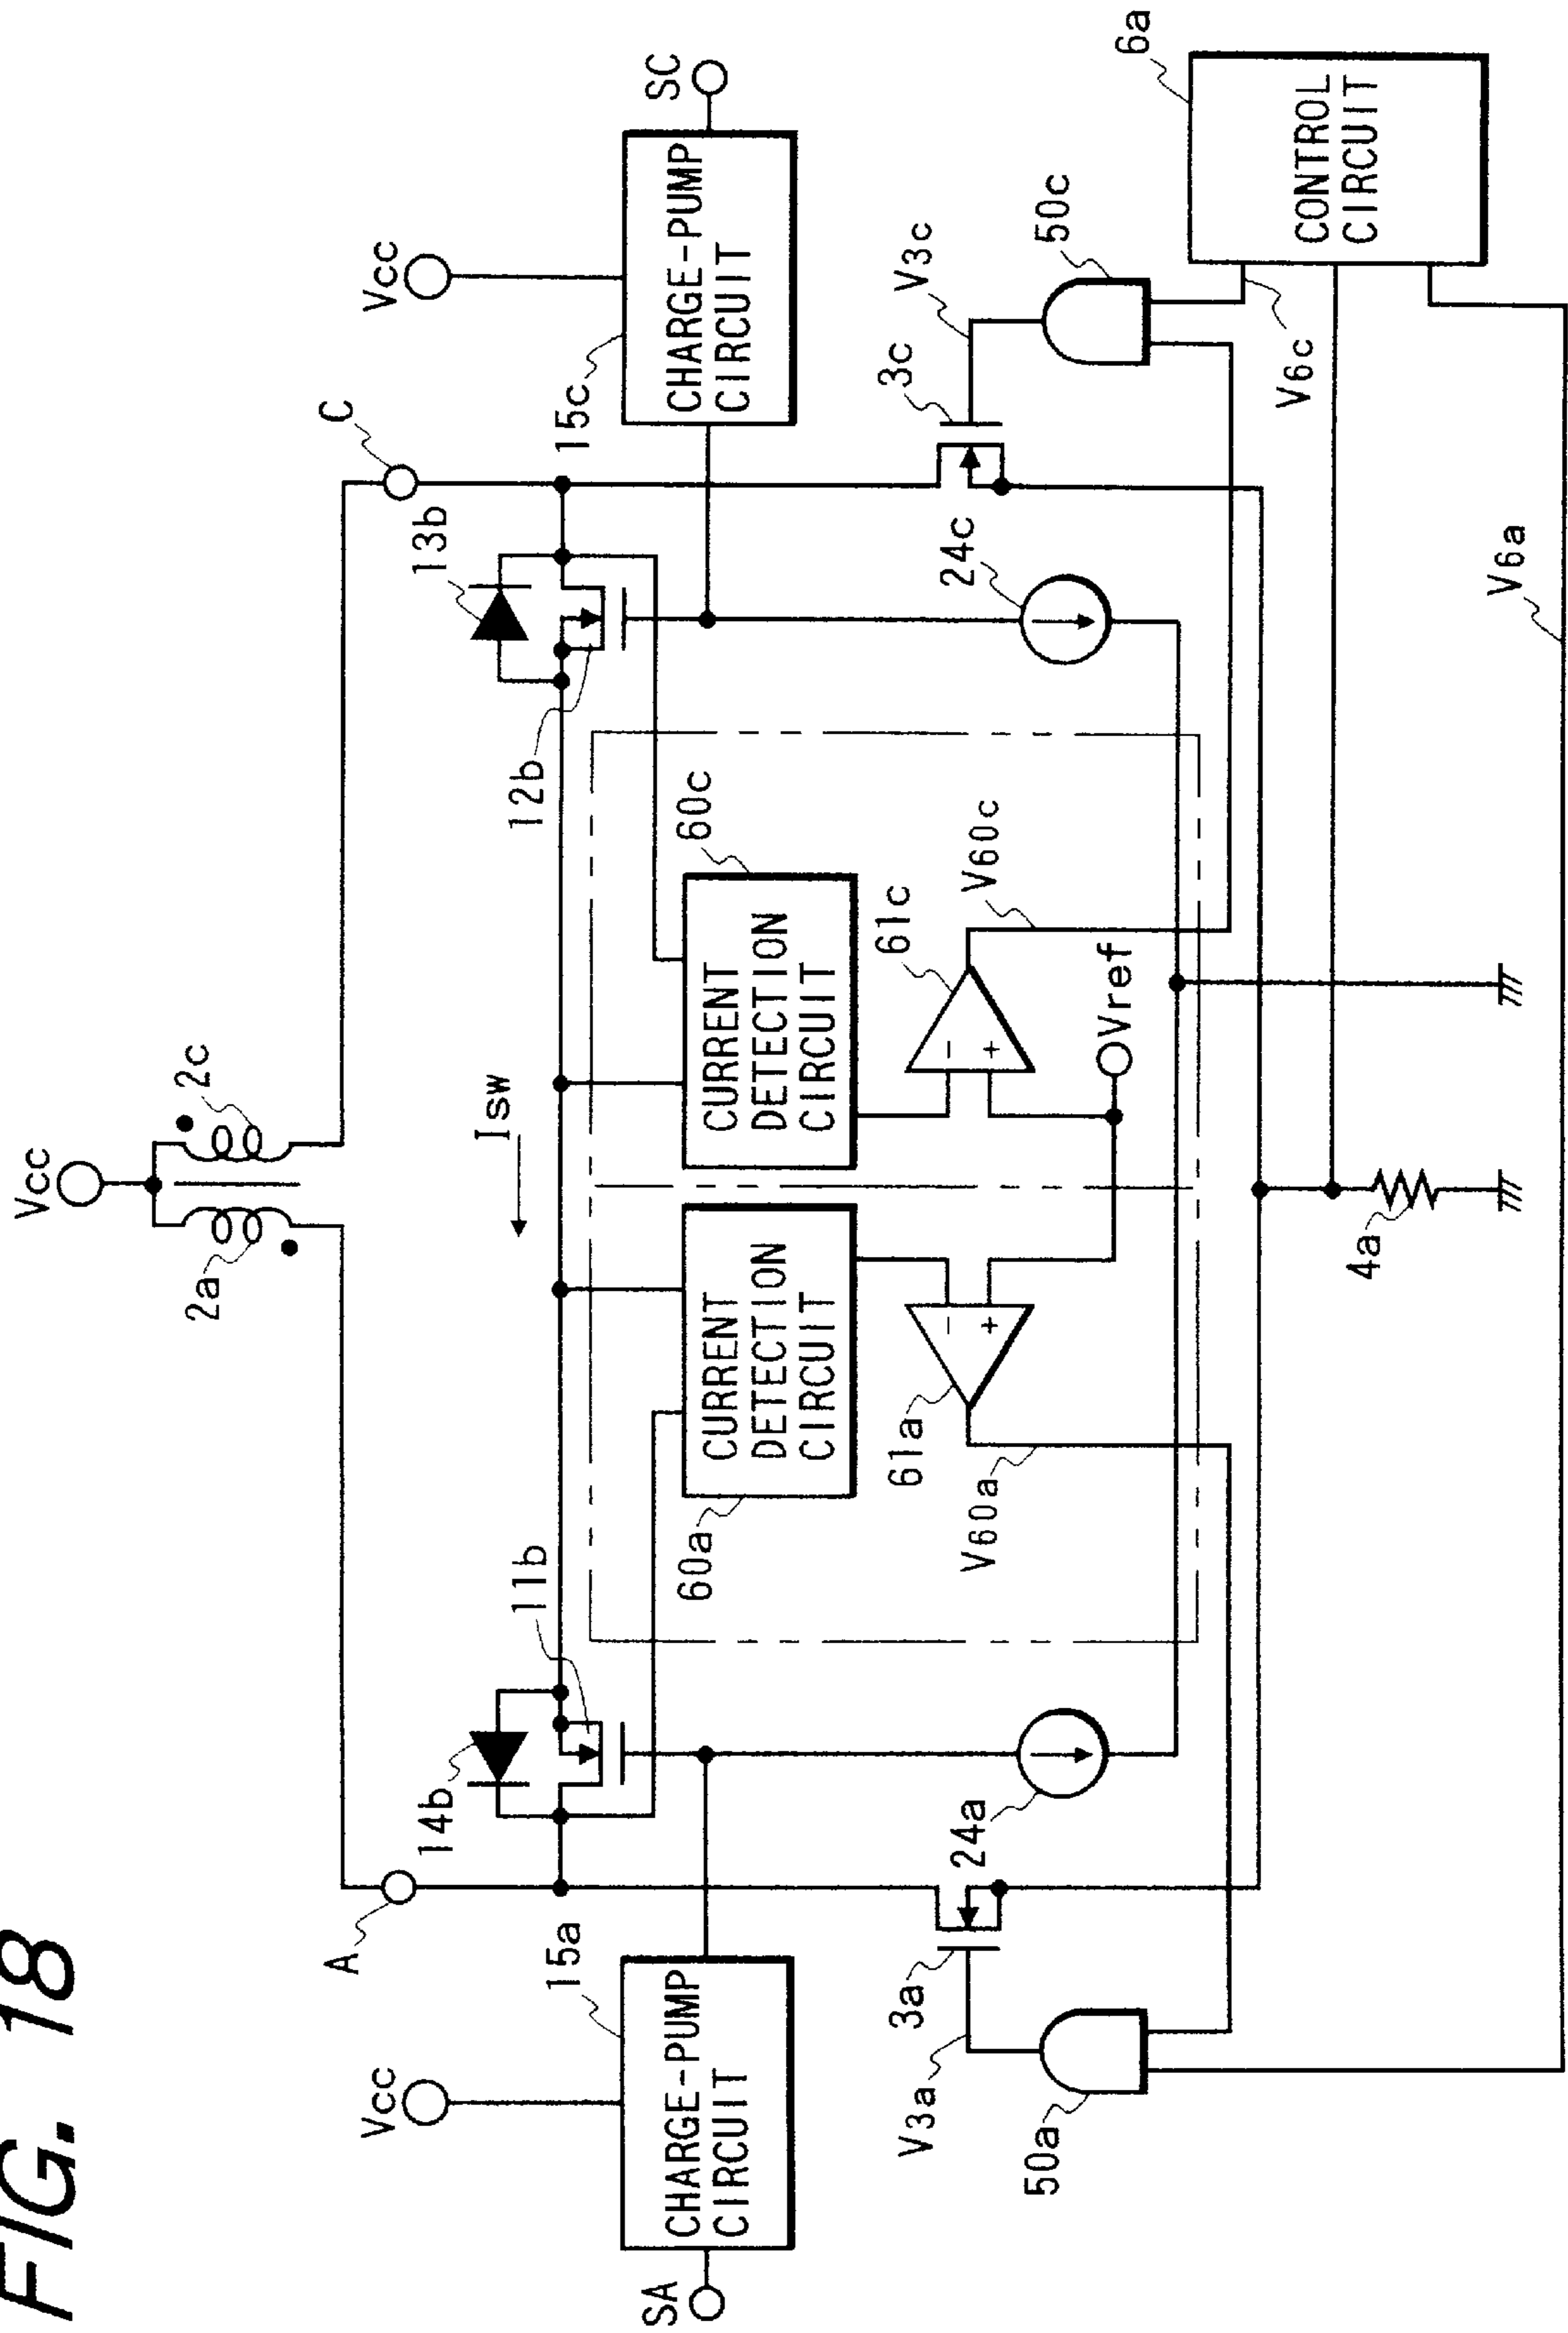 FIG. 18
Vcc
2a
2c
A
C
Isw
14b
11b
13b
12b
Vcc
15a
SA
CHARGE-PUMP
CIRCUIT
Vcc
15c
SC
CHARGE-PUMP
CIRCUIT
60a
CURRENT
DETECTION
CIRCUIT
60c
CURRENT
DETECTION
CIRCUIT
61a
-
+
61c
-
+
V60a
V60c
Vref
24a
24c
3a
3c
V3a
V3c
50a
50c
4a
V6c
V6a
6a
CONTROL
CIRCUIT